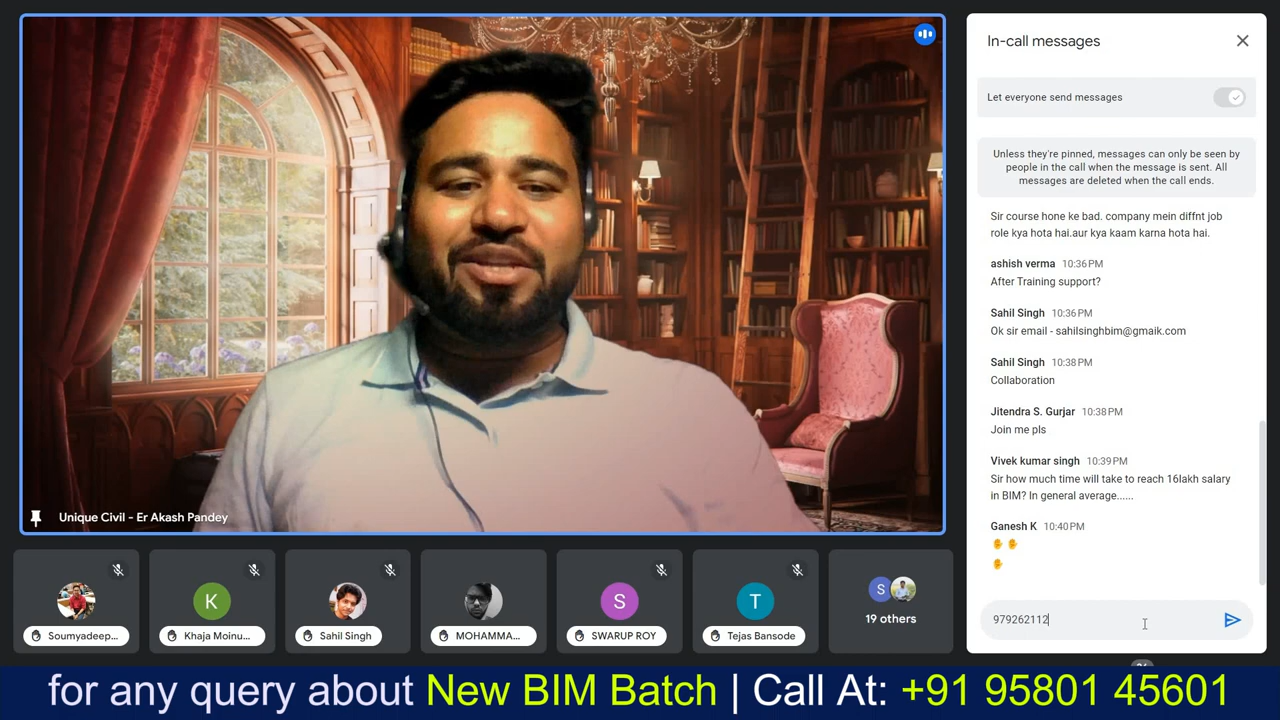 In-call messages
Let everyone send messages
Unless they're pinned, messages can only be seen by
people in the call when the message is sent. All
messages are deleted when the call ends.
Sir course hone ke bad. company mein diffnt job
role kya hota hai.aur kya kaam karna hota hai.
ashish verma 10:36 PM
After Training support?
Sahil Singh 10:36 PM
Ok sir email - sahilsinghbim@gmaik.com
Sahil Singh 10:38 PM
Collaboration
Jitendra S. Gurjar 10:38 PM
Join me pls
Vivek kumar singh 10:39 PM
Sir how much time will take to reach 16lakh salary
in BIM? In general average......
Ganesh K 10:40 PM
979262112
Unique Civil - Er Akash Pandey
K
S
T
S
19 others
Soumyadeep...
Khaja Moinu...
Sahil Singh
MOHAMMA...
SWARUP ROY
Tejas Bansode
for any query about New BIM Batch | Call At: +91 95801 45601